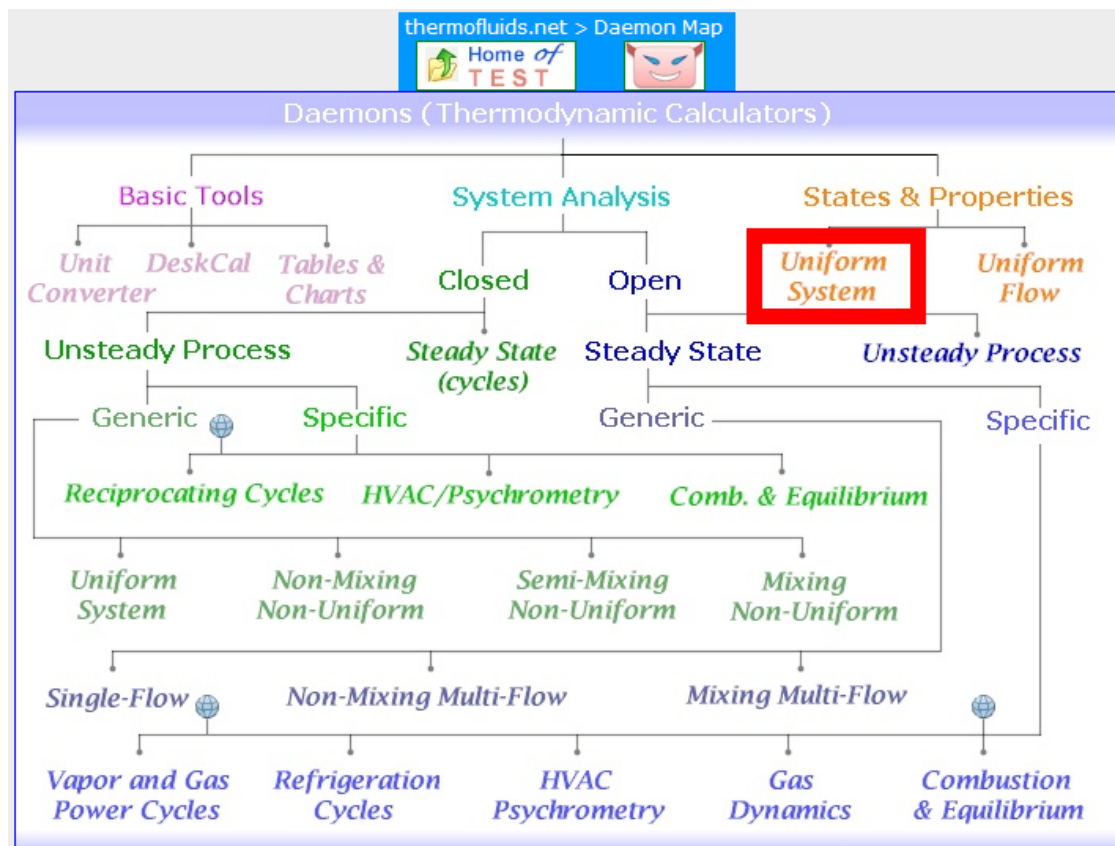 thermofluids.net > Daemon Map
Home of
TEST
Daemons (Thermodynamic Calculators)
Basic Tools
System Analysis
States & Properties
Unit
Converter
DeskCal
Tables &
Charts
Closed
Open
Uniform
System
Uniform
Flow
Unsteady Process
Steady State
(cycles)
Steady State
Unsteady Process
Generic
Specific
Generic
Specific
Reciprocating Cycles
HVAC/Psychrometry
Comb. & Equilibrium
Uniform
System
Non-Mixing
Non-Uniform
Semi-Mixing
Non-Uniform
Mixing
Non-Uniform
Single-Flow
Non-Mixing Multi-Flow
Mixing Multi-Flow
Vapor and Gas
Power Cycles
Refrigeration
Cycles
HVAC
Psychrometry
Gas
Dynamics
Combustion
& Equilibrium